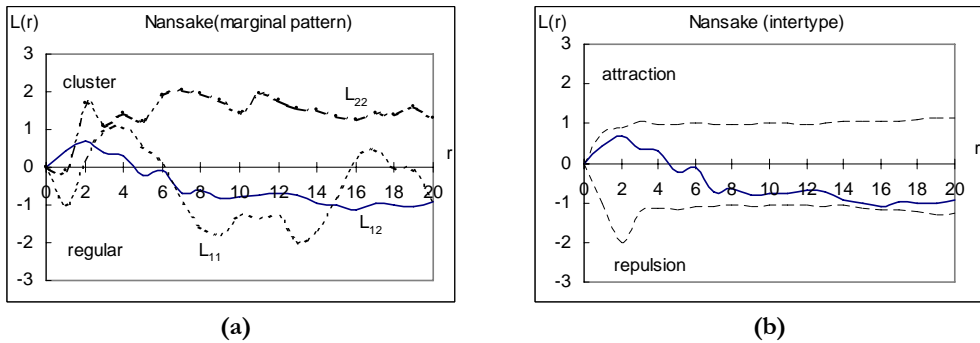 L(r)
Nansake(marginal pattern)
3
2
1
0
-1
-2
-3
cluster
L22
r
0 2 4 6 8 10 12 14 16 18 20
L12
L11
regular
(a)
L(r)
Nansake (intertype)
3
2
1
0
-1
-2
-3
attraction
r
0 2 4 6 8 10 12 14 16 18 20
repulsion
(b)